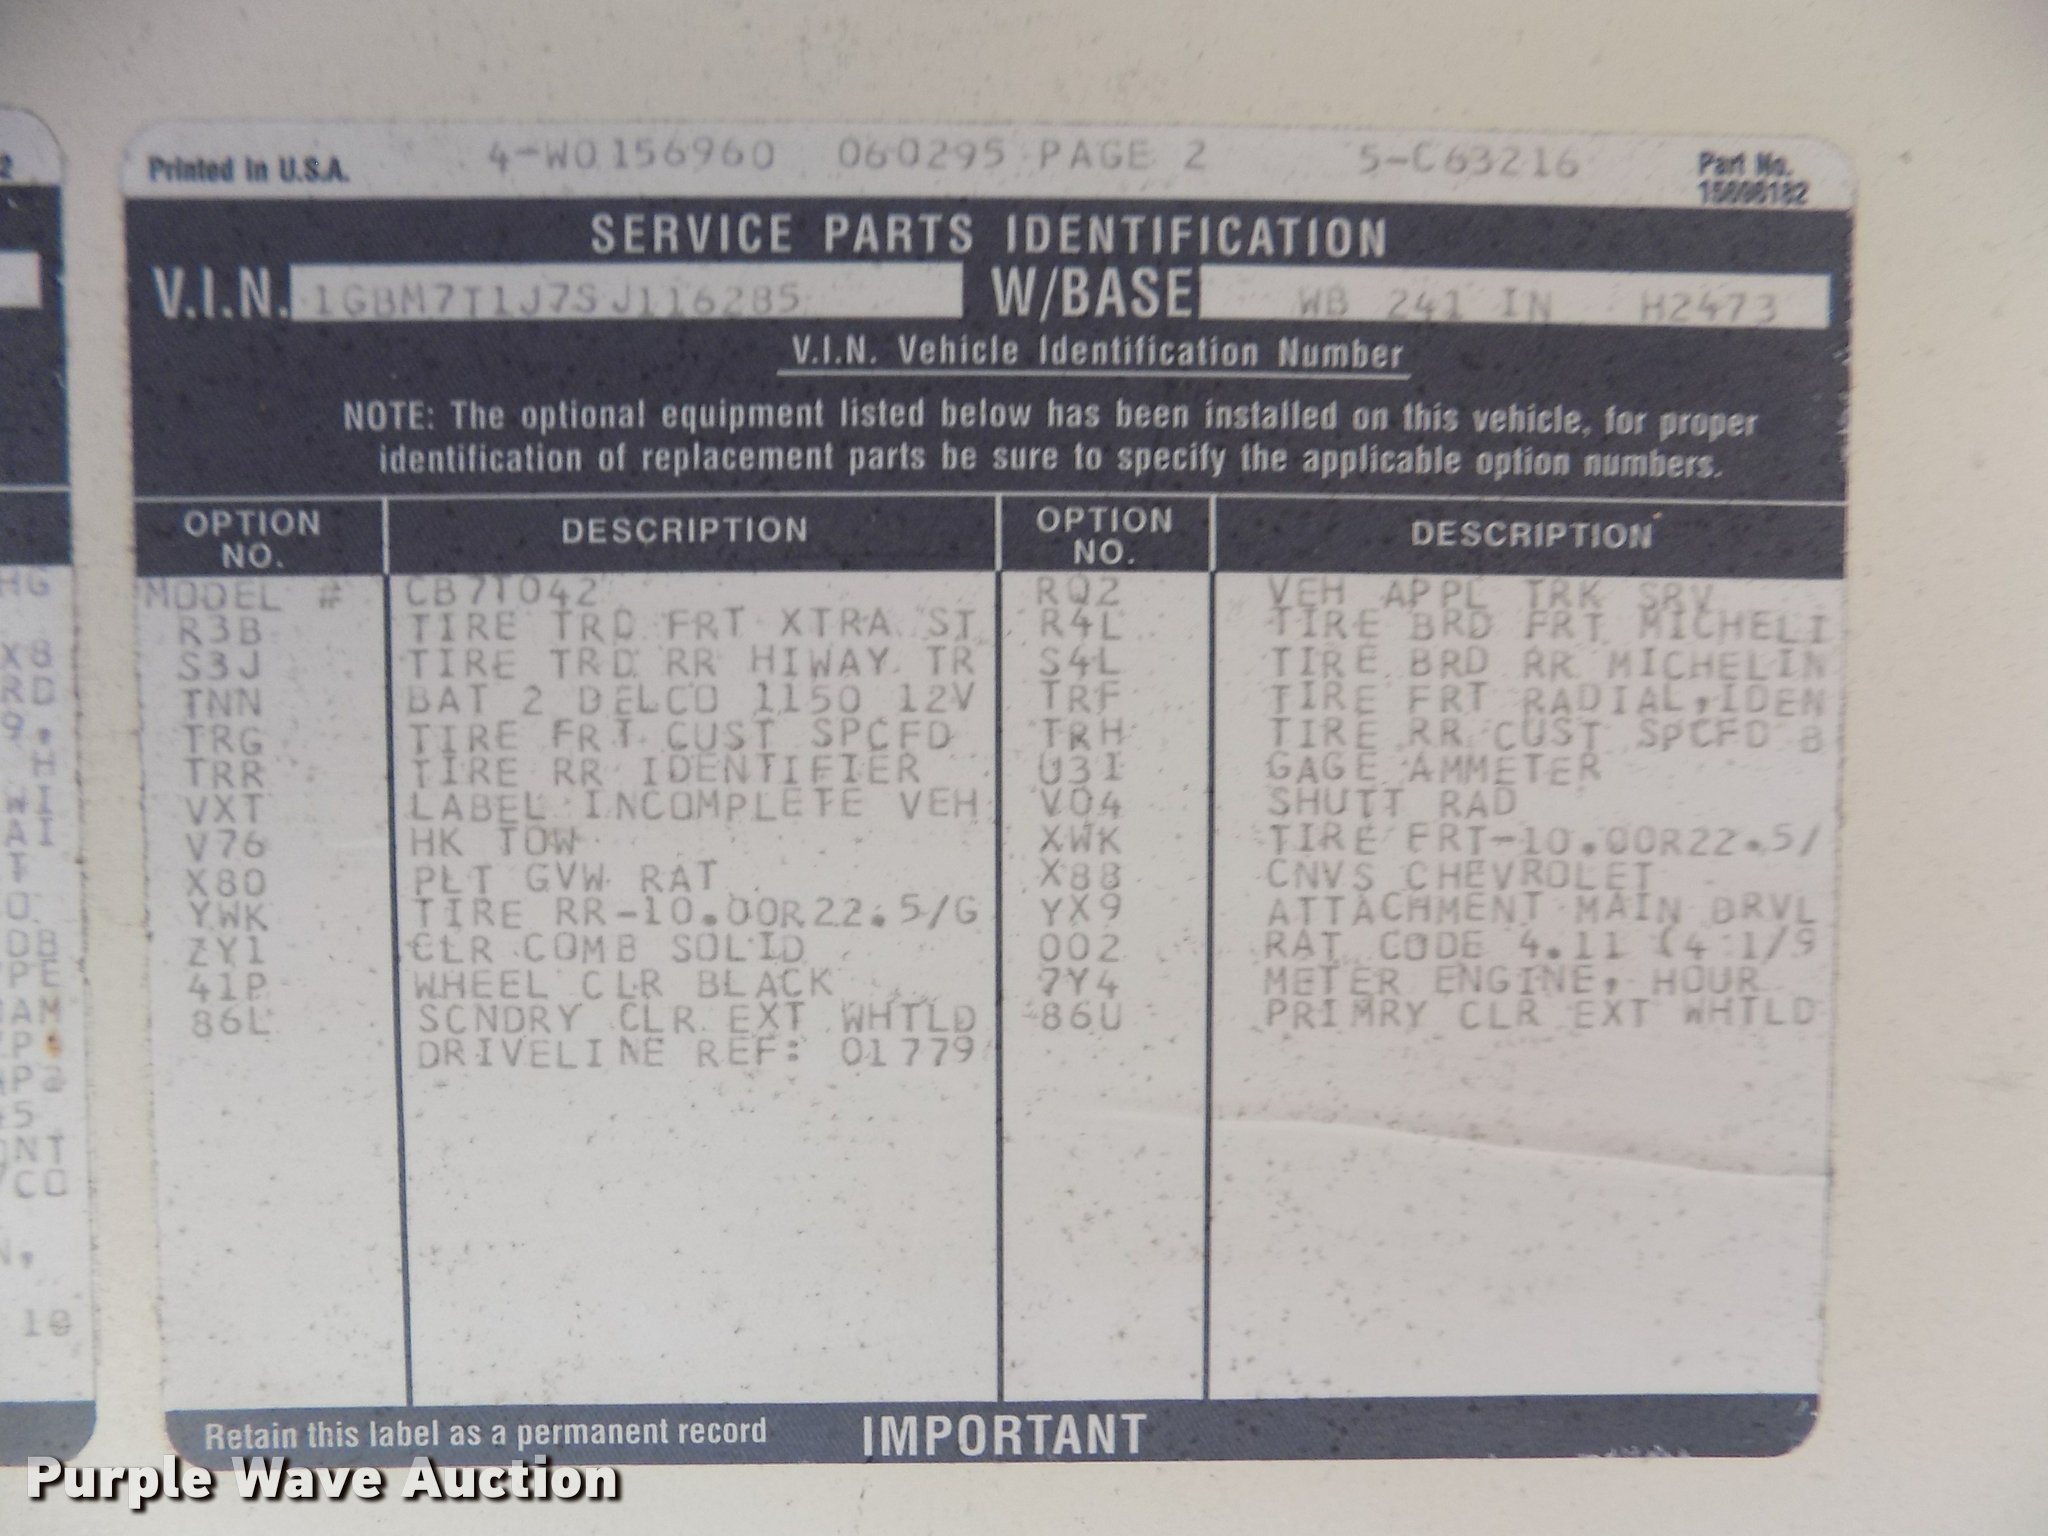 Printed in U.S.A. 4-W0156960 060295 PAGE 2 5-C63216 Part No.
SERVICE PARTS IDENTIFICATION
V.I.N. 1GBM7T1J7SJ116285 W/BASE WB 241 IN H2473
V.I.N. Vehicle Identification Number
NOTE: The optional equipment listed below has been installed on this vehicle, for proper
identification of replacement parts be sure to specify the applicable option numbers.
OPTION NO. DESCRIPTION OPTION NO. DESCRIPTION
MODEL # CB7T042 RQ2 VEH APPL TRK SRV
R3B TIRE TRD FRT XTRA ST R4L TIRE BRD FRT MICHELI
S3J TIRE TRD RR HIWAY TR S4L TIRE BRD RR MICHELIN
TNN BAT 2 DELCO 1150 12V TRF TIRE FRT RADIAL,IDEN
TRG TIRE FRT CUST SPCFD TRH TIRE RR CUST SPCFD B
TRR TIRE RR IDENTIFIER U31 GAGE AMMETER
VXT LABEL INCOMPLETE VEH V04 SHUTT RAD
V76 HK TOW XWK TIRE FRT-10.00R22.5/
X80 PLT GVW RAT X88 CNVS CHEVROLET
YWK TIRE RR-10.00R22.5/G YX9 ATTACHMENT MAIN DRVL
ZY1 CLR COMB SOLID 002 RAT CODE 4.11 (4 1/9
41P WHEEL CLR BLACK 7Y4 METER ENGINE, HOUR
86L SCNDRY CLR EXT WHTLD 86U PRIMRY CLR EXT WHTLD
DRIVELINE REF: 01779
Retain this label as a permanent record IMPORTANT
Purple Wave Auction